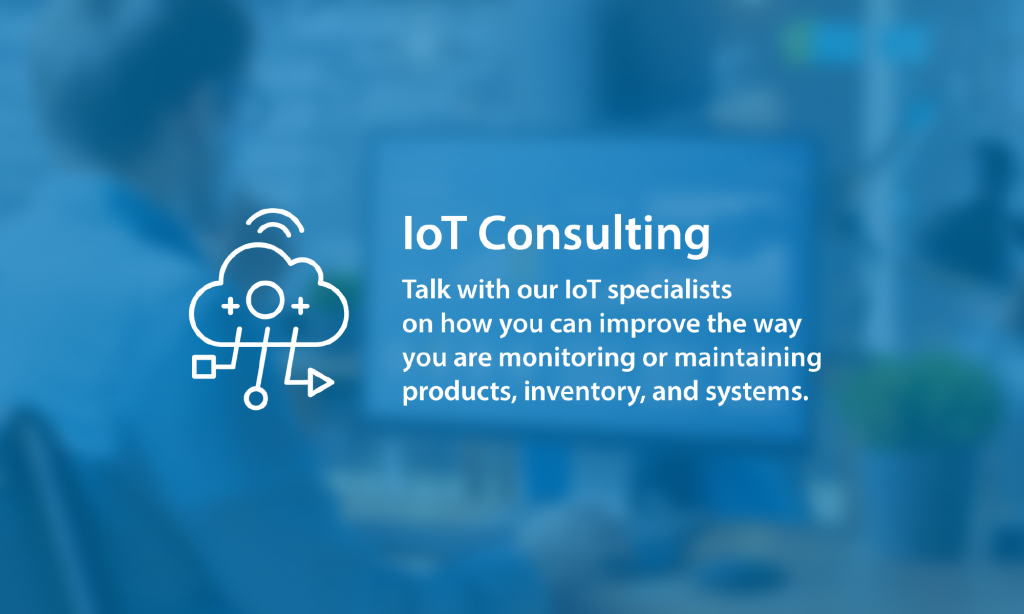 IoT Consulting
Talk with our IoT specialists
on how you can improve the way
you are monitoring or maintaining
products, inventory, and systems.